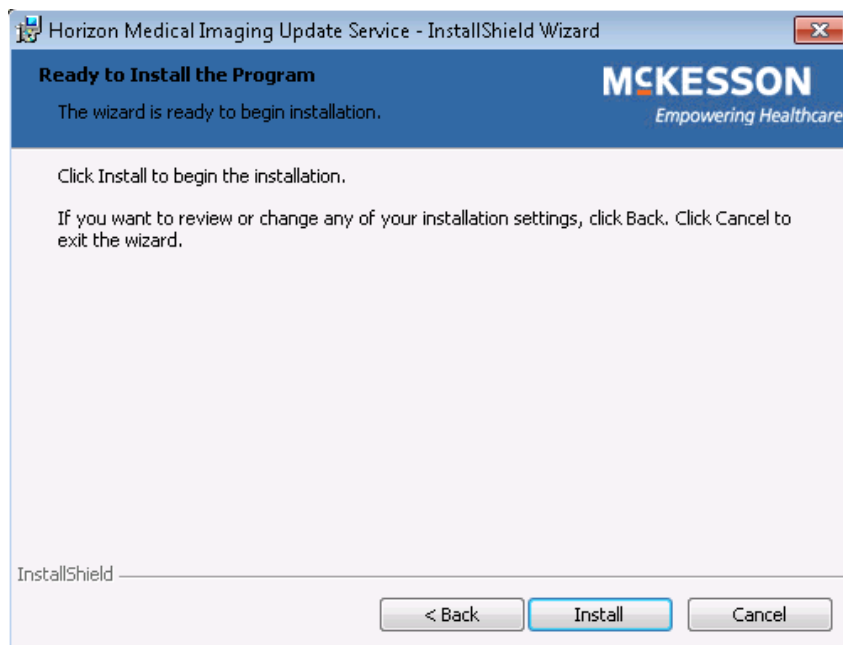 Horizon Medical Imaging Update Service - InstallShield Wizard
Ready to Install the Program
The wizard is ready to begin installation.
McKESSON
Empowering Healthcare
Click Install to begin the installation.
If you want to review or change any of your installation settings, click Back. Click Cancel to
exit the wizard.
InstallShield
< Back
Install
Cancel